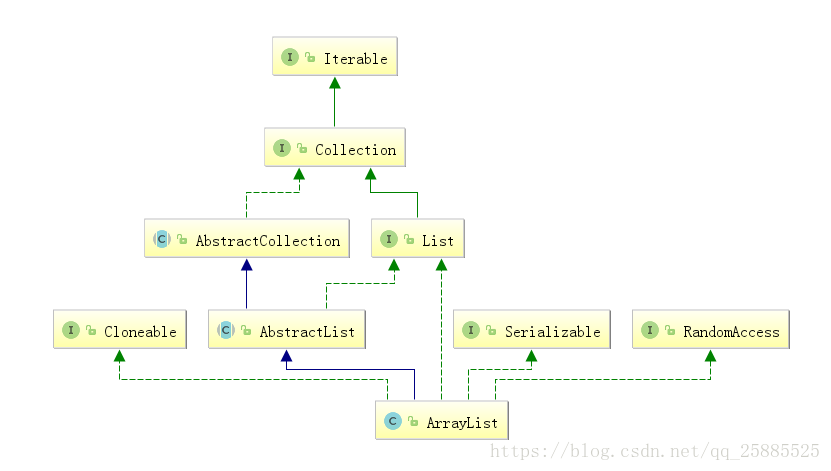 I Iterable
I Collection
C AbstractCollection
I List
I Cloneable
C AbstractList
I Serializable
I RandomAccess
C ArrayList
https://blog.csdn.net/qq_25885525